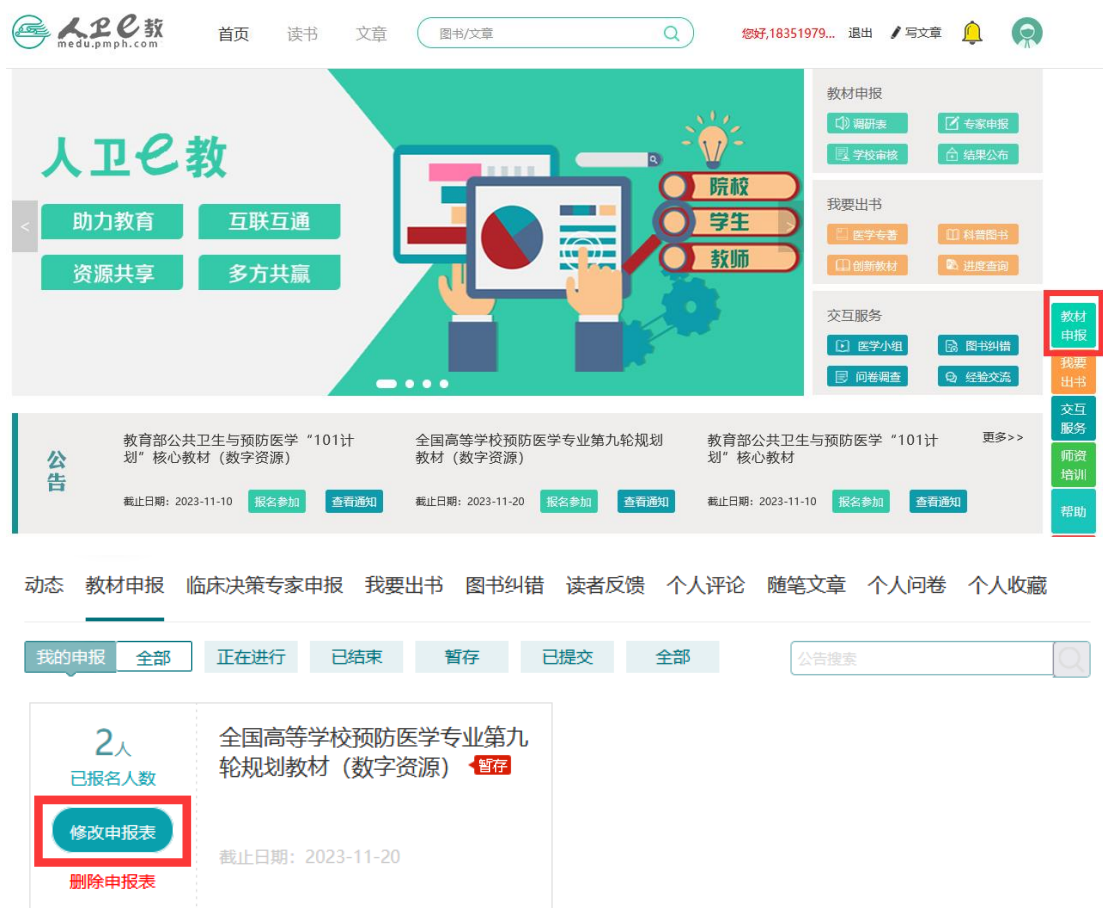 人卫e教
medu.pmph.com
首页
读书
文章
图书/文章
您好,18351979...
退出
写文章
人卫e教
助力教育
互联互通
资源共享
多方共赢
院校
学生
教师
<
>
教材申报
调研表
专家申报
学校审核
结果公布
我要出书
医学专著
科普图书
创新教材
进度查询
交互服务
医学小组
图书纠错
问卷调查
经验交流
教材
申报
我要
出书
交互
服务
师资
培训
帮助
公
告
教育部公共卫生与预防医学“101计
划”核心教材（数字资源）
截止日期：2023-11-10
报名参加
查看通知
全国高等学校预防医学专业第九轮规划
教材（数字资源）
截止日期：2023-11-20
报名参加
查看通知
教育部公共卫生与预防医学“101计
划”核心教材
截止日期：2023-11-10
报名参加
查看通知
更多>>
动态
教材申报
临床决策专家申报
我要出书
图书纠错
读者反馈
个人评论
随笔文章
个人问卷
个人收藏
我的申报
全部
正在进行
已结束
暂存
已提交
全部
公告搜索
2人
已报名人数
修改申报表
删除申报表
全国高等学校预防医学专业第九
轮规划教材（数字资源）
暂存
截止日期：2023-11-20